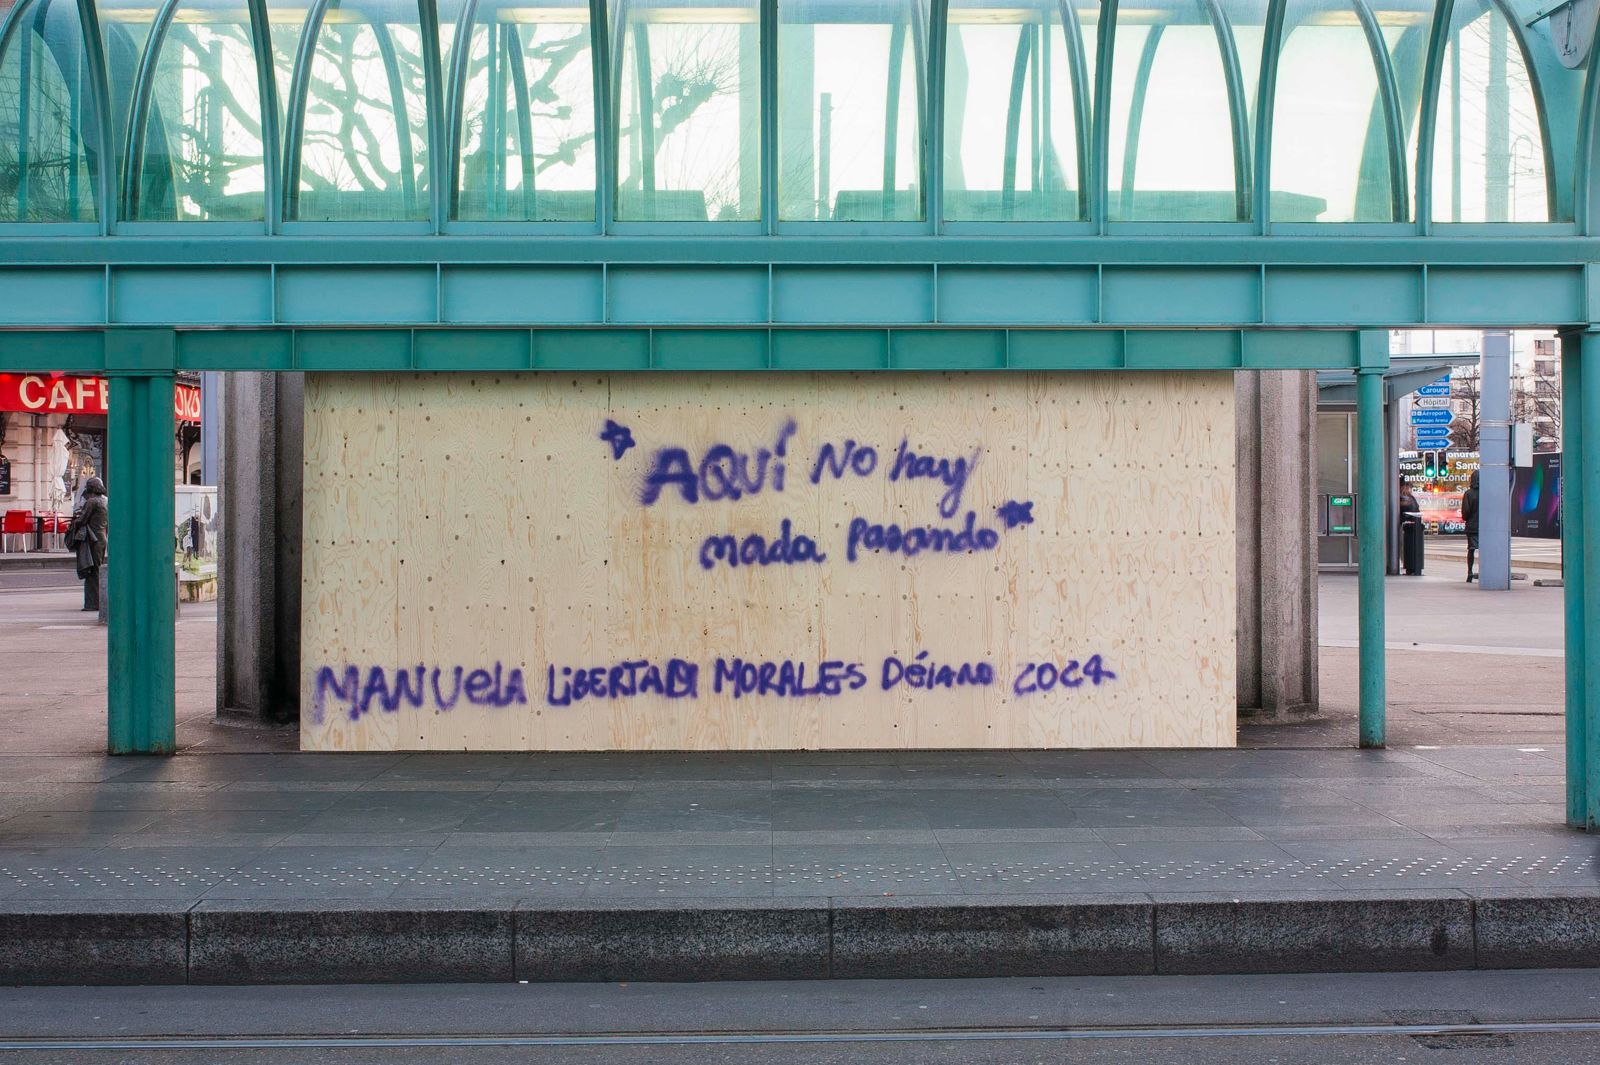 AQUÍ No hay
nada pasando
MANUela LiBERTAD MORALES Déiano 2024
CAFE
Carouge
Hôpital
Aéroport
Palexpo Arena
Onex-Lancy
Centre-ville